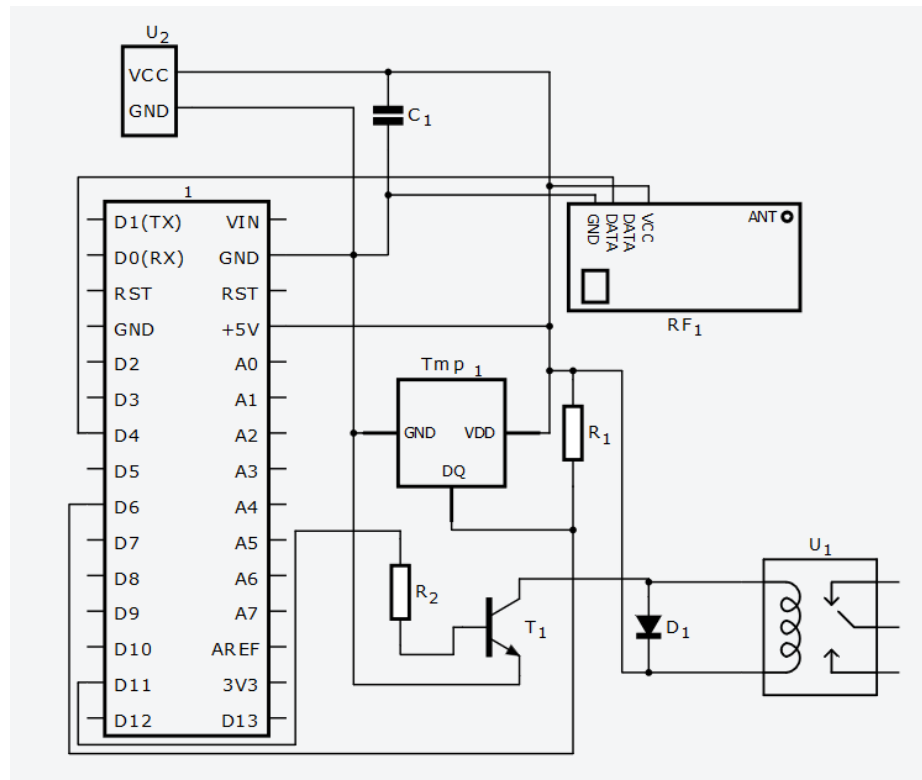 U2
VCC
GND
C1
1
D1(TX) VIN
D0(RX) GND
RST RST
GND +5V
D2 A0
D3 A1
D4 A2
D5 A3
D6 A4
D7 A5
D8 A6
D9 A7
D10 AREF
D11 3V3
D12 D13
GND
DATA
DATA
VCC
ANT
RF1
Tmp 1
GND VDD
DQ
R1
R2
T1
D1
U1